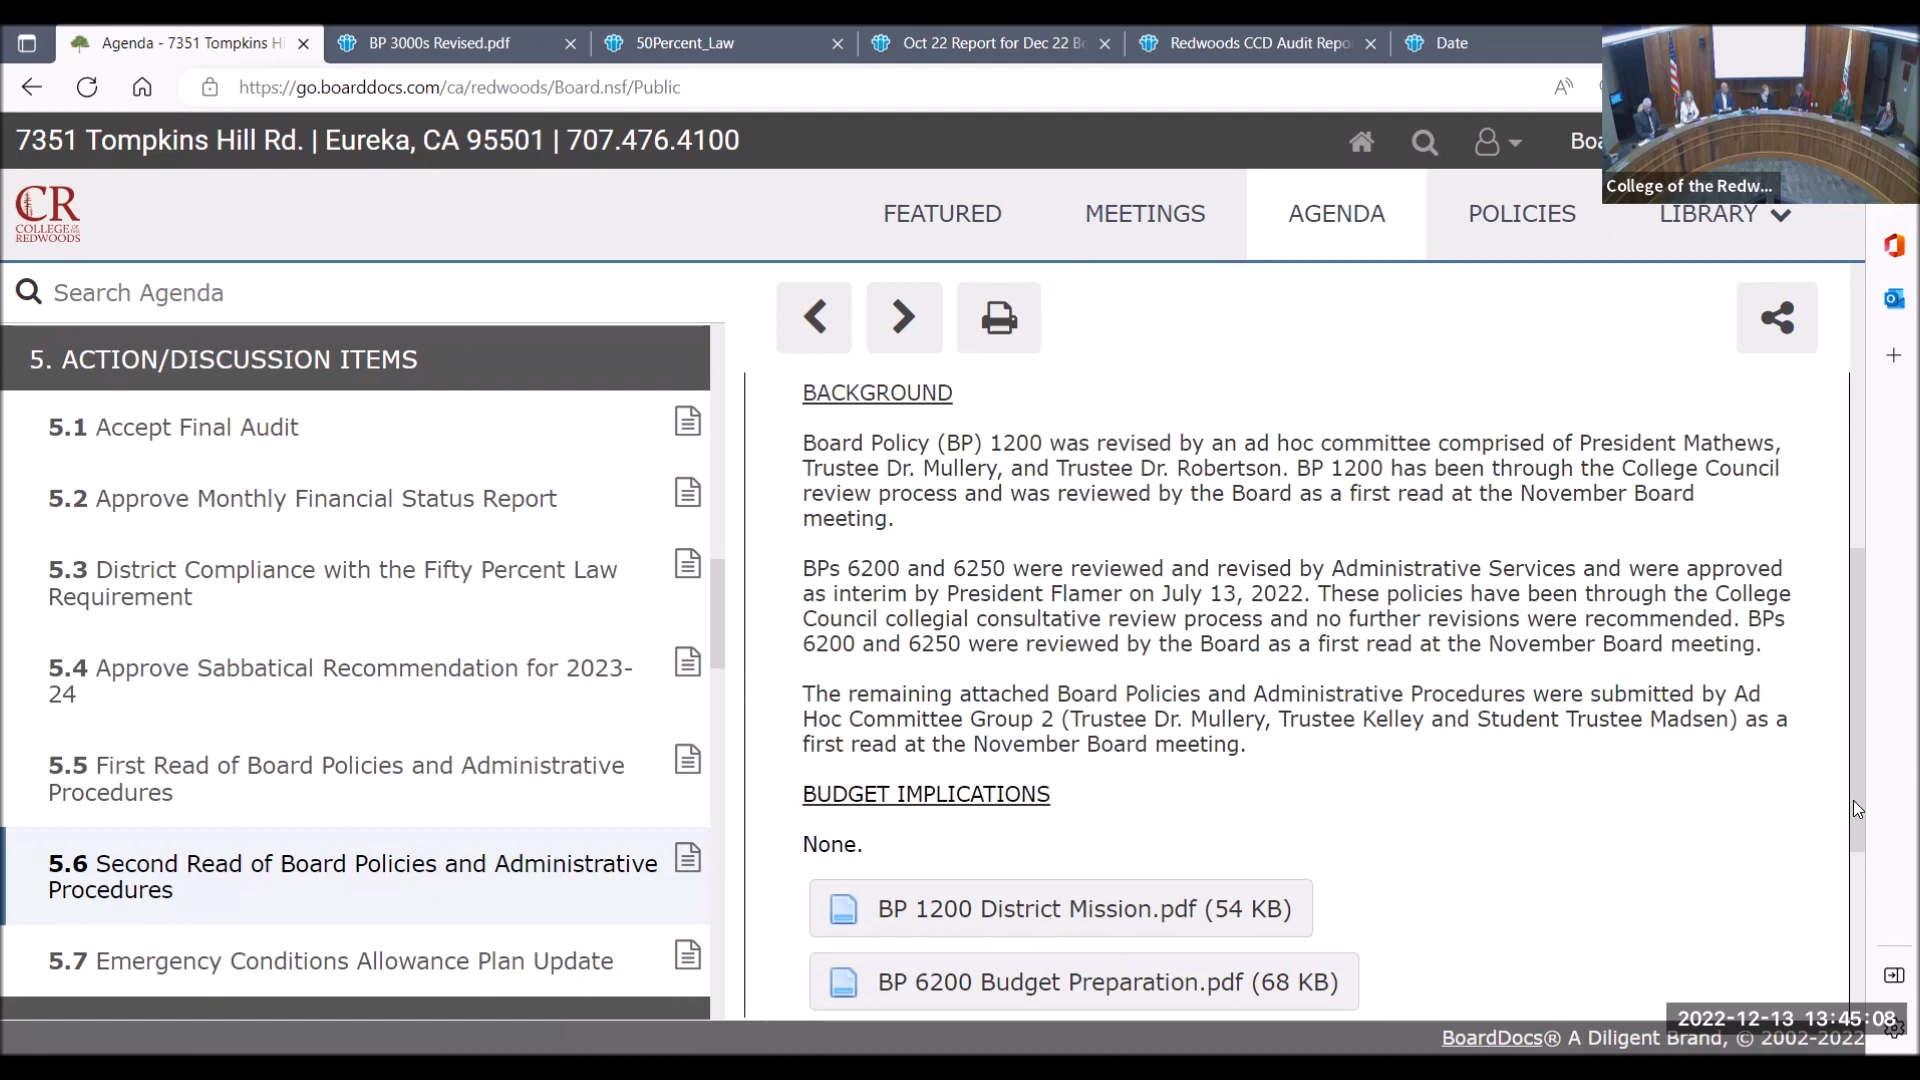 Agenda - 7351 Tompkins Hi
BP 3000s Revised.pdf
50Percent_Law
Oct 22 Report for Dec 22 Bo
Redwoods CCD Audit Repo
Date
https://go.boarddocs.com/ca/redwoods/Board.nsf/Public
7351 Tompkins Hill Rd. | Eureka, CA 95501 | 707.476.4100
Boa
College of the Redw...
CR
COLLEGE OF THE
REDWOODS
FEATURED
MEETINGS
AGENDA
POLICIES
LIBRARY
Search Agenda
5. ACTION/DISCUSSION ITEMS
5.1 Accept Final Audit
5.2 Approve Monthly Financial Status Report
5.3 District Compliance with the Fifty Percent Law
Requirement
5.4 Approve Sabbatical Recommendation for 2023-
24
5.5 First Read of Board Policies and Administrative
Procedures
5.6 Second Read of Board Policies and Administrative
Procedures
5.7 Emergency Conditions Allowance Plan Update
BACKGROUND
Board Policy (BP) 1200 was revised by an ad hoc committee comprised of President Mathews,
Trustee Dr. Mullery, and Trustee Dr. Robertson. BP 1200 has been through the College Council
review process and was reviewed by the Board as a first read at the November Board
meeting.
BPs 6200 and 6250 were reviewed and revised by Administrative Services and were approved
as interim by President Flamer on July 13, 2022. These policies have been through the College
Council collegial consultative review process and no further revisions were recommended. BPs
6200 and 6250 were reviewed by the Board as a first read at the November Board meeting.
The remaining attached Board Policies and Administrative Procedures were submitted by Ad
Hoc Committee Group 2 (Trustee Dr. Mullery, Trustee Kelley and Student Trustee Madsen) as a
first read at the November Board meeting.
BUDGET IMPLICATIONS
None.
BP 1200 District Mission.pdf (54 KB)
BP 6200 Budget Preparation.pdf (68 KB)
2022-12-13 13:45:08
BoardDocs® A Diligent Brand, © 2002-2022